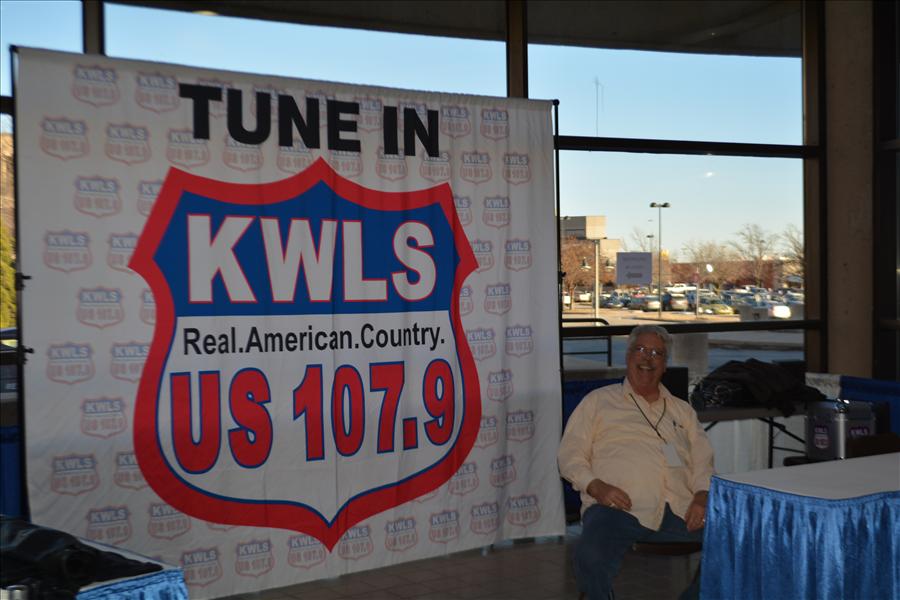 TUNE IN
KWLS
Real.American.Country.
US 107.9